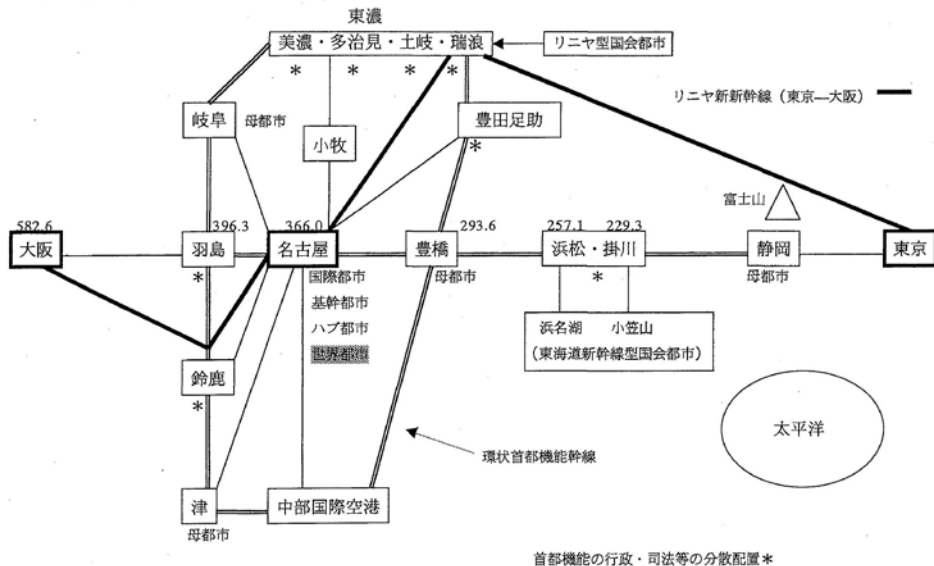 東濃
美濃・多治見・土岐・瑞浪
リニヤ型国会都市
* * * *
リニヤ新新幹線（東京―大阪）
岐阜 母都市
小牧
豊田足助
*
富士山
582.6 396.3 366.0 293.6 257.1 229.3
大阪 羽島 名古屋 豊橋 浜松・掛川 静岡 東京
* 国際都市 母都市 * 母都市
基幹都市
ハブ都市
世界都市
浜名湖 小笠山
（東海道新幹線型国会都市）
鈴鹿
*
太平洋
環状首都機能幹線
津 中部国際空港
母都市
首都機能の行政・司法等の分散配置*